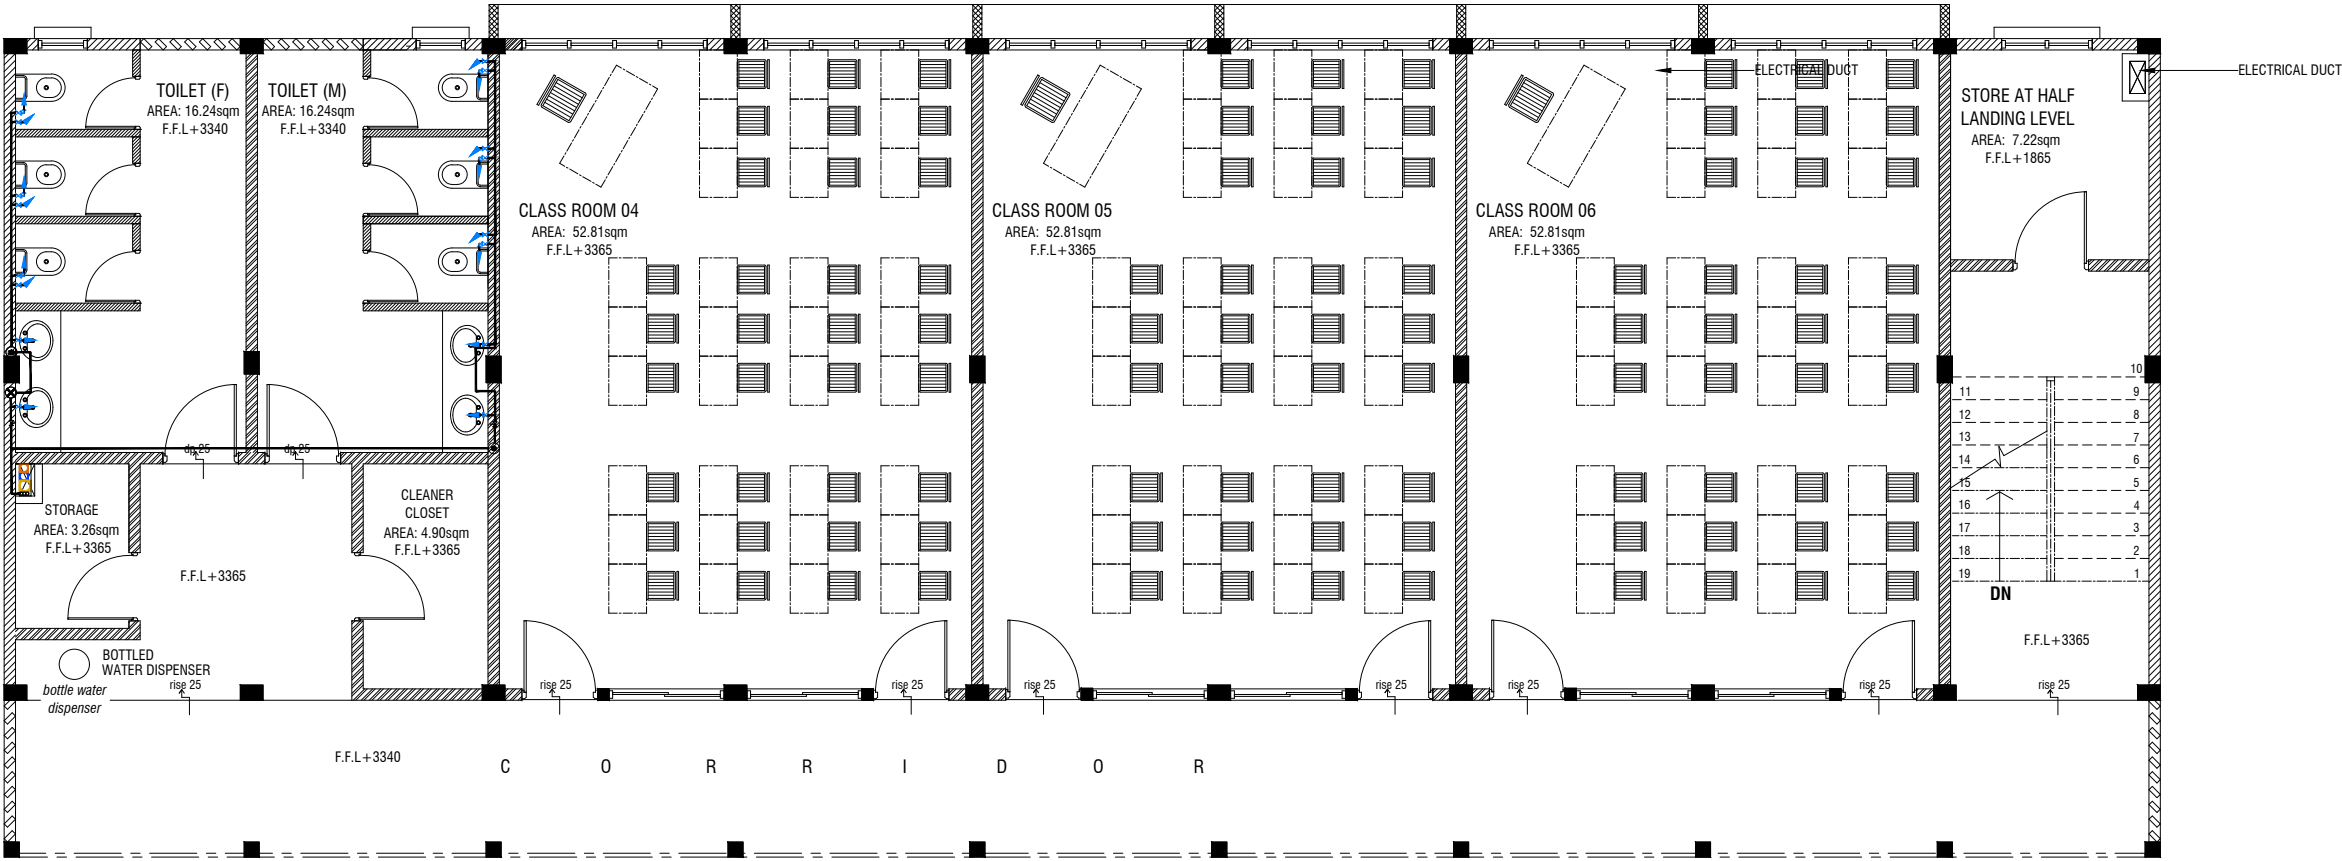 TOILET (F)
AREA: 16.24sqm
F.F.L+3340
TOILET (M)
AREA: 16.24sqm
F.F.L+3340
CLASS ROOM 04
AREA: 52.81sqm
F.F.L+3365
CLASS ROOM 05
AREA: 52.81sqm
F.F.L+3365
CLASS ROOM 06
AREA: 52.81sqm
F.F.L+3365
ELECTRICAL DUCT
ELECTRICAL DUCT
STORE AT HALF
LANDING LEVEL
AREA: 7.22sqm
F.F.L+1865
10
11
9
12
8
13
7
14
6
15
5
16
4
17
3
18
2
19
1
DN
F.F.L+3365
dp 25
dp 25
STORAGE
AREA: 3.26sqm
F.F.L+3365
CLEANER
CLOSET
AREA: 4.90sqm
F.F.L+3365
F.F.L+3365
BOTTLED
WATER DISPENSER
bottle water
dispenser
rise 25
rise 25
rise 25
rise 25
rise 25
rise 25
rise 25
rise 25
F.F.L+3340
C O R R I D O R